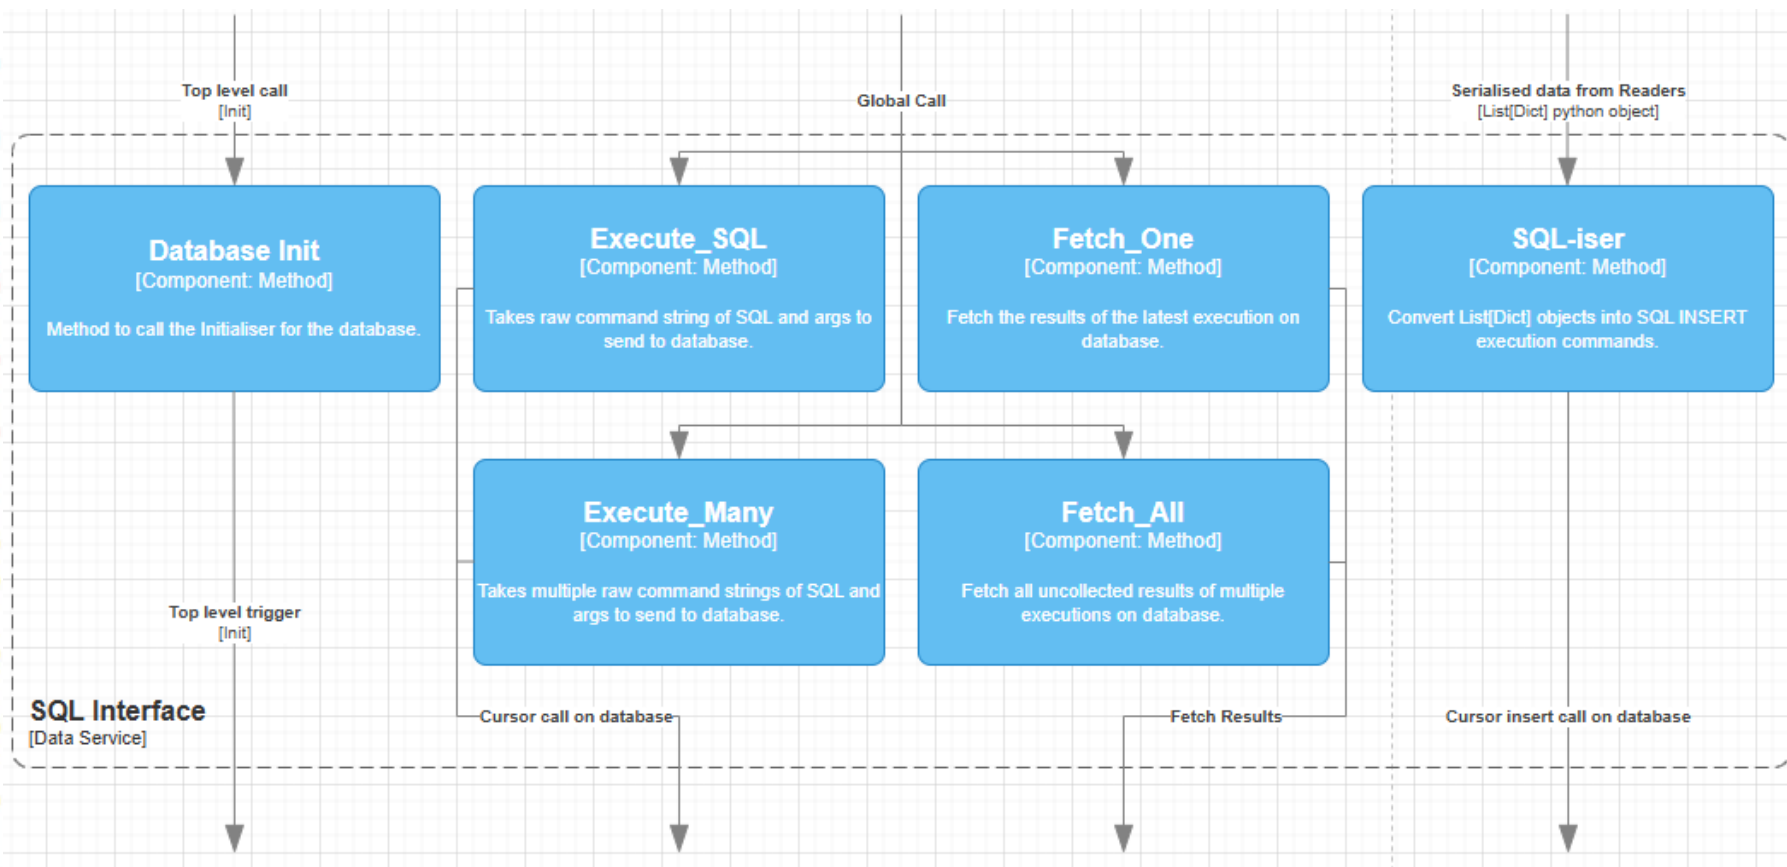 Top level call
[Init]
Global Call
Serialised data from Readers
[List[Dict] python object]
Database Init
[Component: Method]
Method to call the Initialiser for the database.
Execute_SQL
[Component: Method]
Takes raw command string of SQL and args to
send to database.
Fetch_One
[Component: Method]
Fetch the results of the latest execution on
database.
SQL-iser
[Component: Method]
Convert List[Dict] objects into SQL INSERT
execution commands.
Execute_Many
[Component: Method]
Takes multiple raw command strings of SQL and
args to send to database.
Fetch_All
[Component: Method]
Fetch all uncollected results of multiple
executions on database.
Top level trigger
[Init]
SQL Interface
[Data Service]
Cursor call on database
Fetch Results
Cursor insert call on database